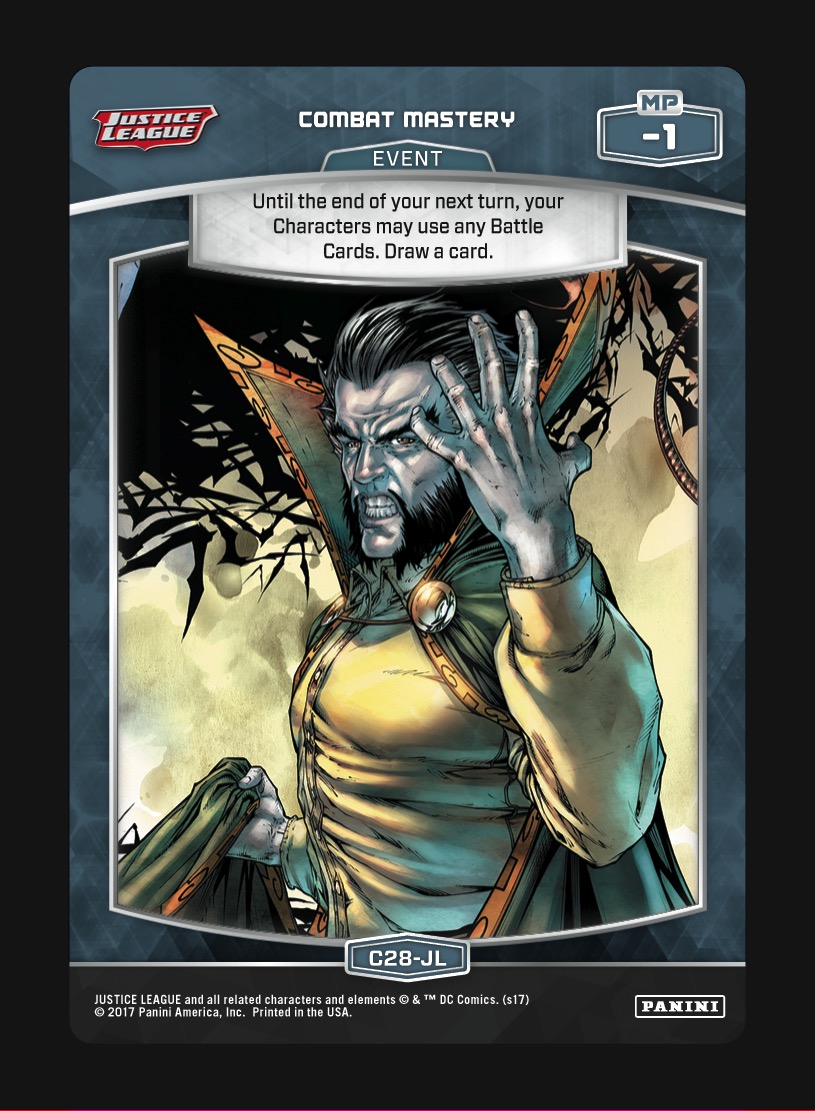 JUSTICE
LEAGUE
COMBAT MASTERY
MP
-1
EVENT
Until the end of your next turn, your
Characters may use any Battle
Cards. Draw a card.
C28-JL
JUSTICE LEAGUE and all related characters and elements © & ™ DC Comics. (s17)
© 2017 Panini America, Inc. Printed in the USA.
PANINI